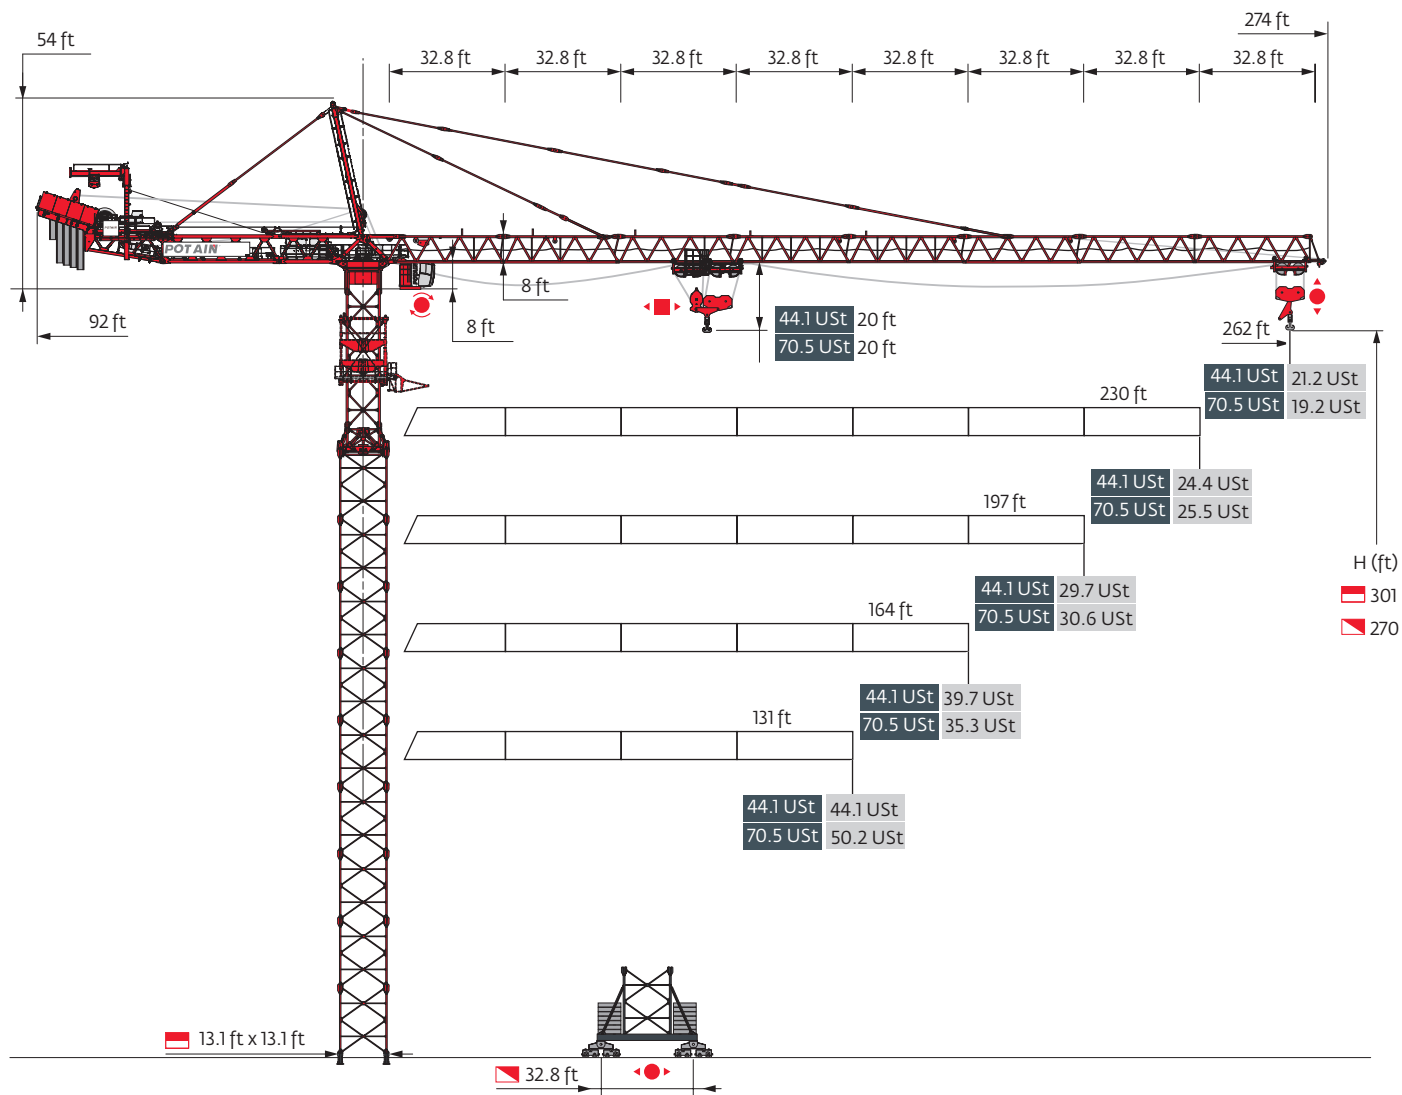 274 ft
54 ft
32.8 ft 32.8 ft 32.8 ft 32.8 ft 32.8 ft 32.8 ft 32.8 ft 32.8 ft
POTAIN
8 ft
92 ft
8 ft
44.1 USt 20 ft
70.5 USt 20 ft
262 ft
44.1 USt 21.2 USt
70.5 USt 19.2 USt
230 ft
44.1 USt 24.4 USt
70.5 USt 25.5 USt
197 ft
H (ft)
301
270
44.1 USt 29.7 USt
70.5 USt 30.6 USt
164 ft
44.1 USt 39.7 USt
70.5 USt 35.3 USt
131 ft
44.1 USt 44.1 USt
70.5 USt 50.2 USt
13.1 ft x 13.1 ft
32.8 ft